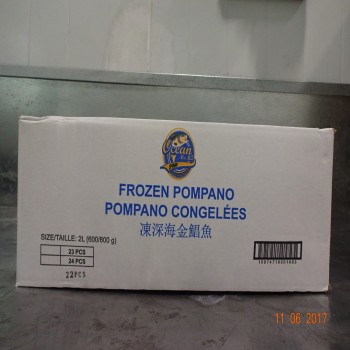 Ocean
FROZEN POMPANO
POMPANO CONGELÉES
凍深海金鯧魚
SIZE/TAILLE: 2L (600/800 g)
23 PCS
24 PCS
22PCS
11 06 2017